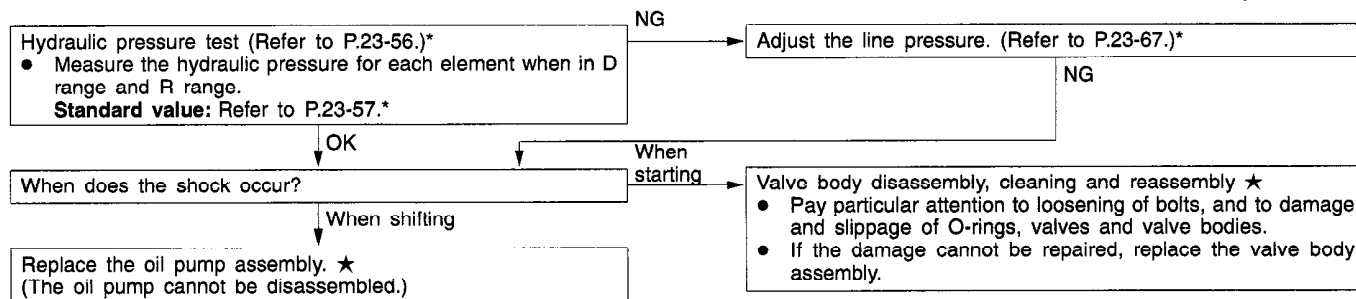 Hydraulic pressure test (Refer to P.23-56.)*
● Measure the hydraulic pressure for each element when in D
range and R range.
Standard value: Refer to P.23-57.*
NG
Adjust the line pressure. (Refer to P.23-67.)*
NG
OK
When does the shock occur?
When
starting
Valve body disassembly, cleaning and reassembly ★
● Pay particular attention to loosening of bolts, and to damage
and slippage of O-rings, valves and valve bodies.
● If the damage cannot be repaired, replace the valve body
assembly.
When shifting
Replace the oil pump assembly. ★
(The oil pump cannot be disassembled.)